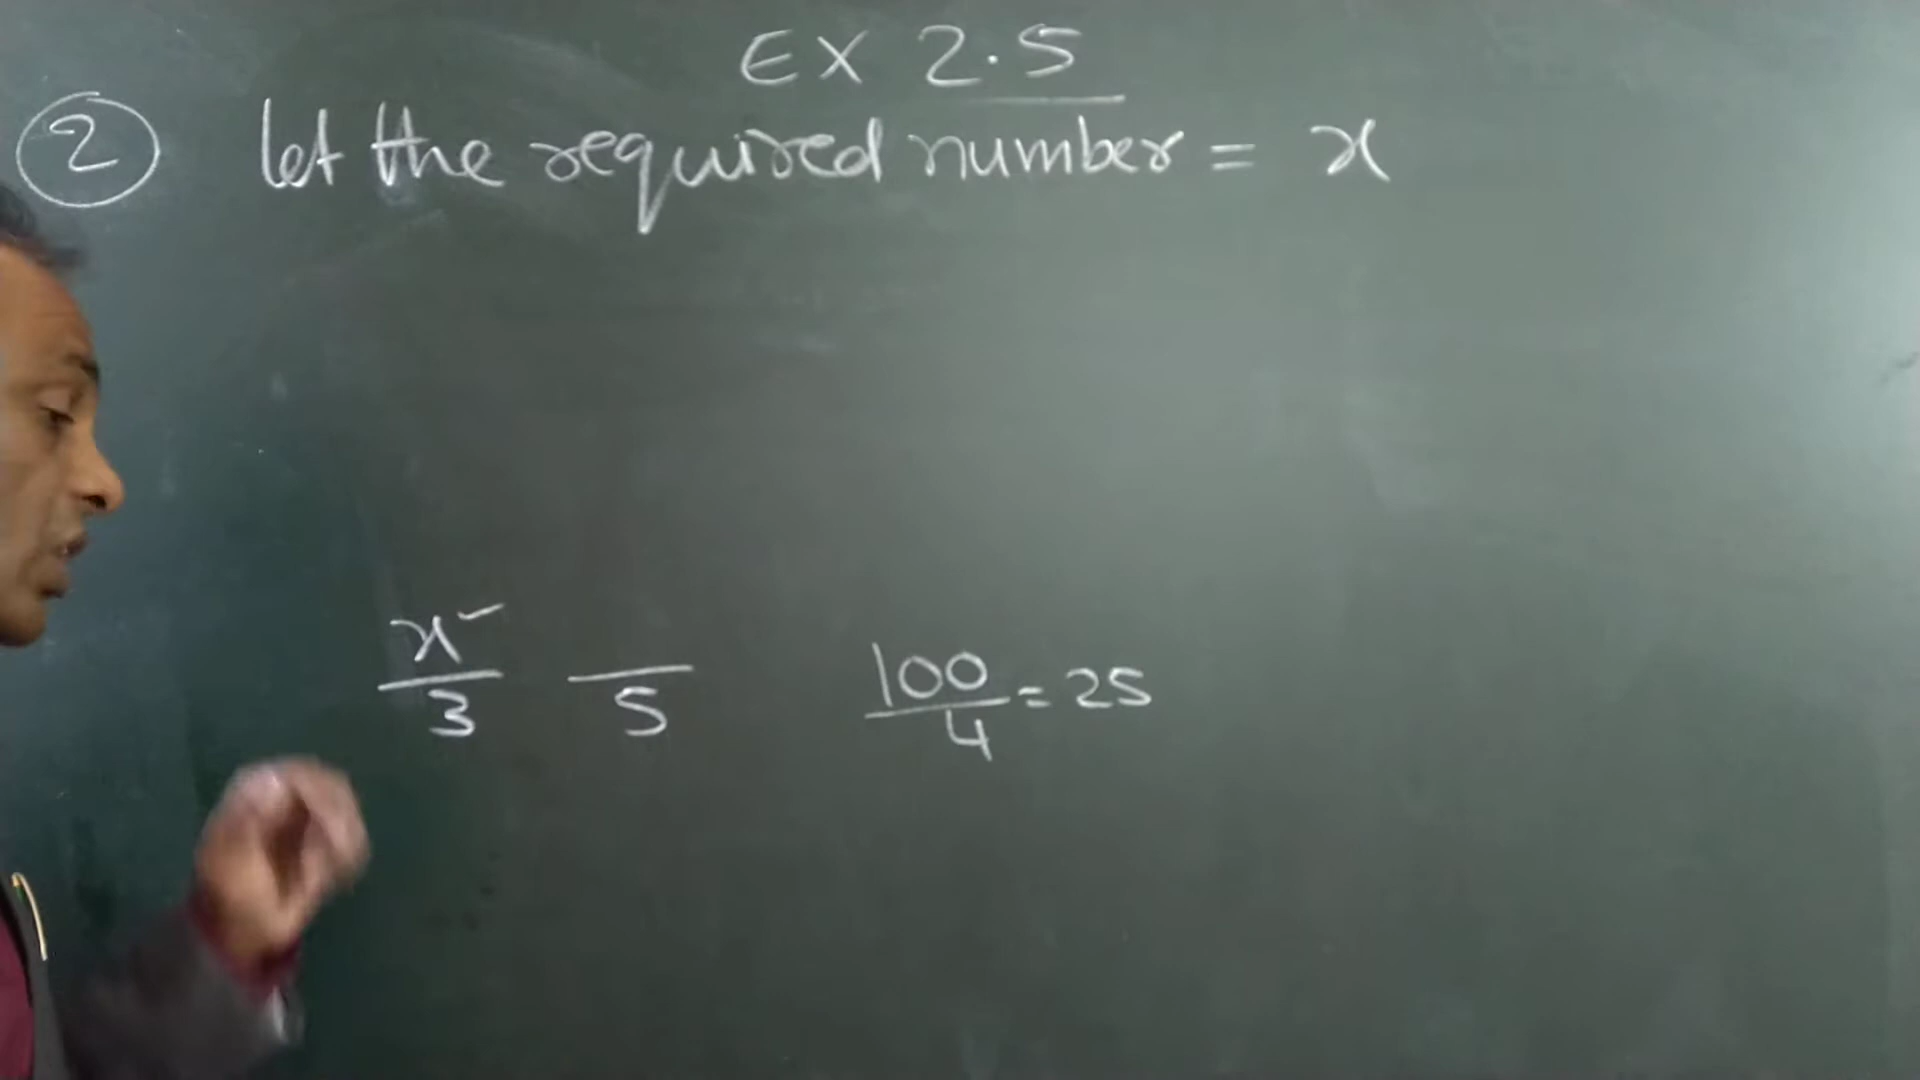 EX 2.5
2 let the required number = x
x/3 /5 100/4 = 25